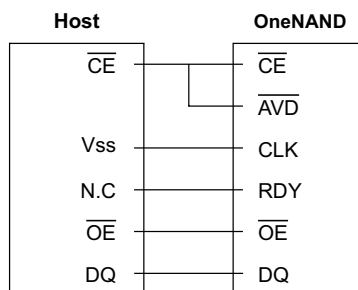 Host OneNAND
CE CE
AVD
Vss CLK
N.C RDY
OE OE
DQ DQ